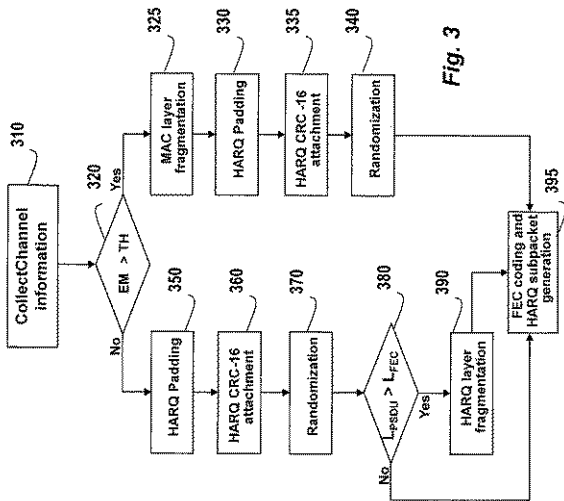 310
CollectChannel
information
320
EM > TH
Yes
No
325
MAC layer
fragmentation
330
HARQ Padding
335
HARQ CRC -16
attachment
340
Randomization
350
HARQ Padding
360
HARQ CRC-16
attachment
370
Randomization
380
LPSDU > LFEC
No
Yes
390
HARQ layer
fragmentation
395
FEC coding and
HARQ subpacket
generation
Fig. 3